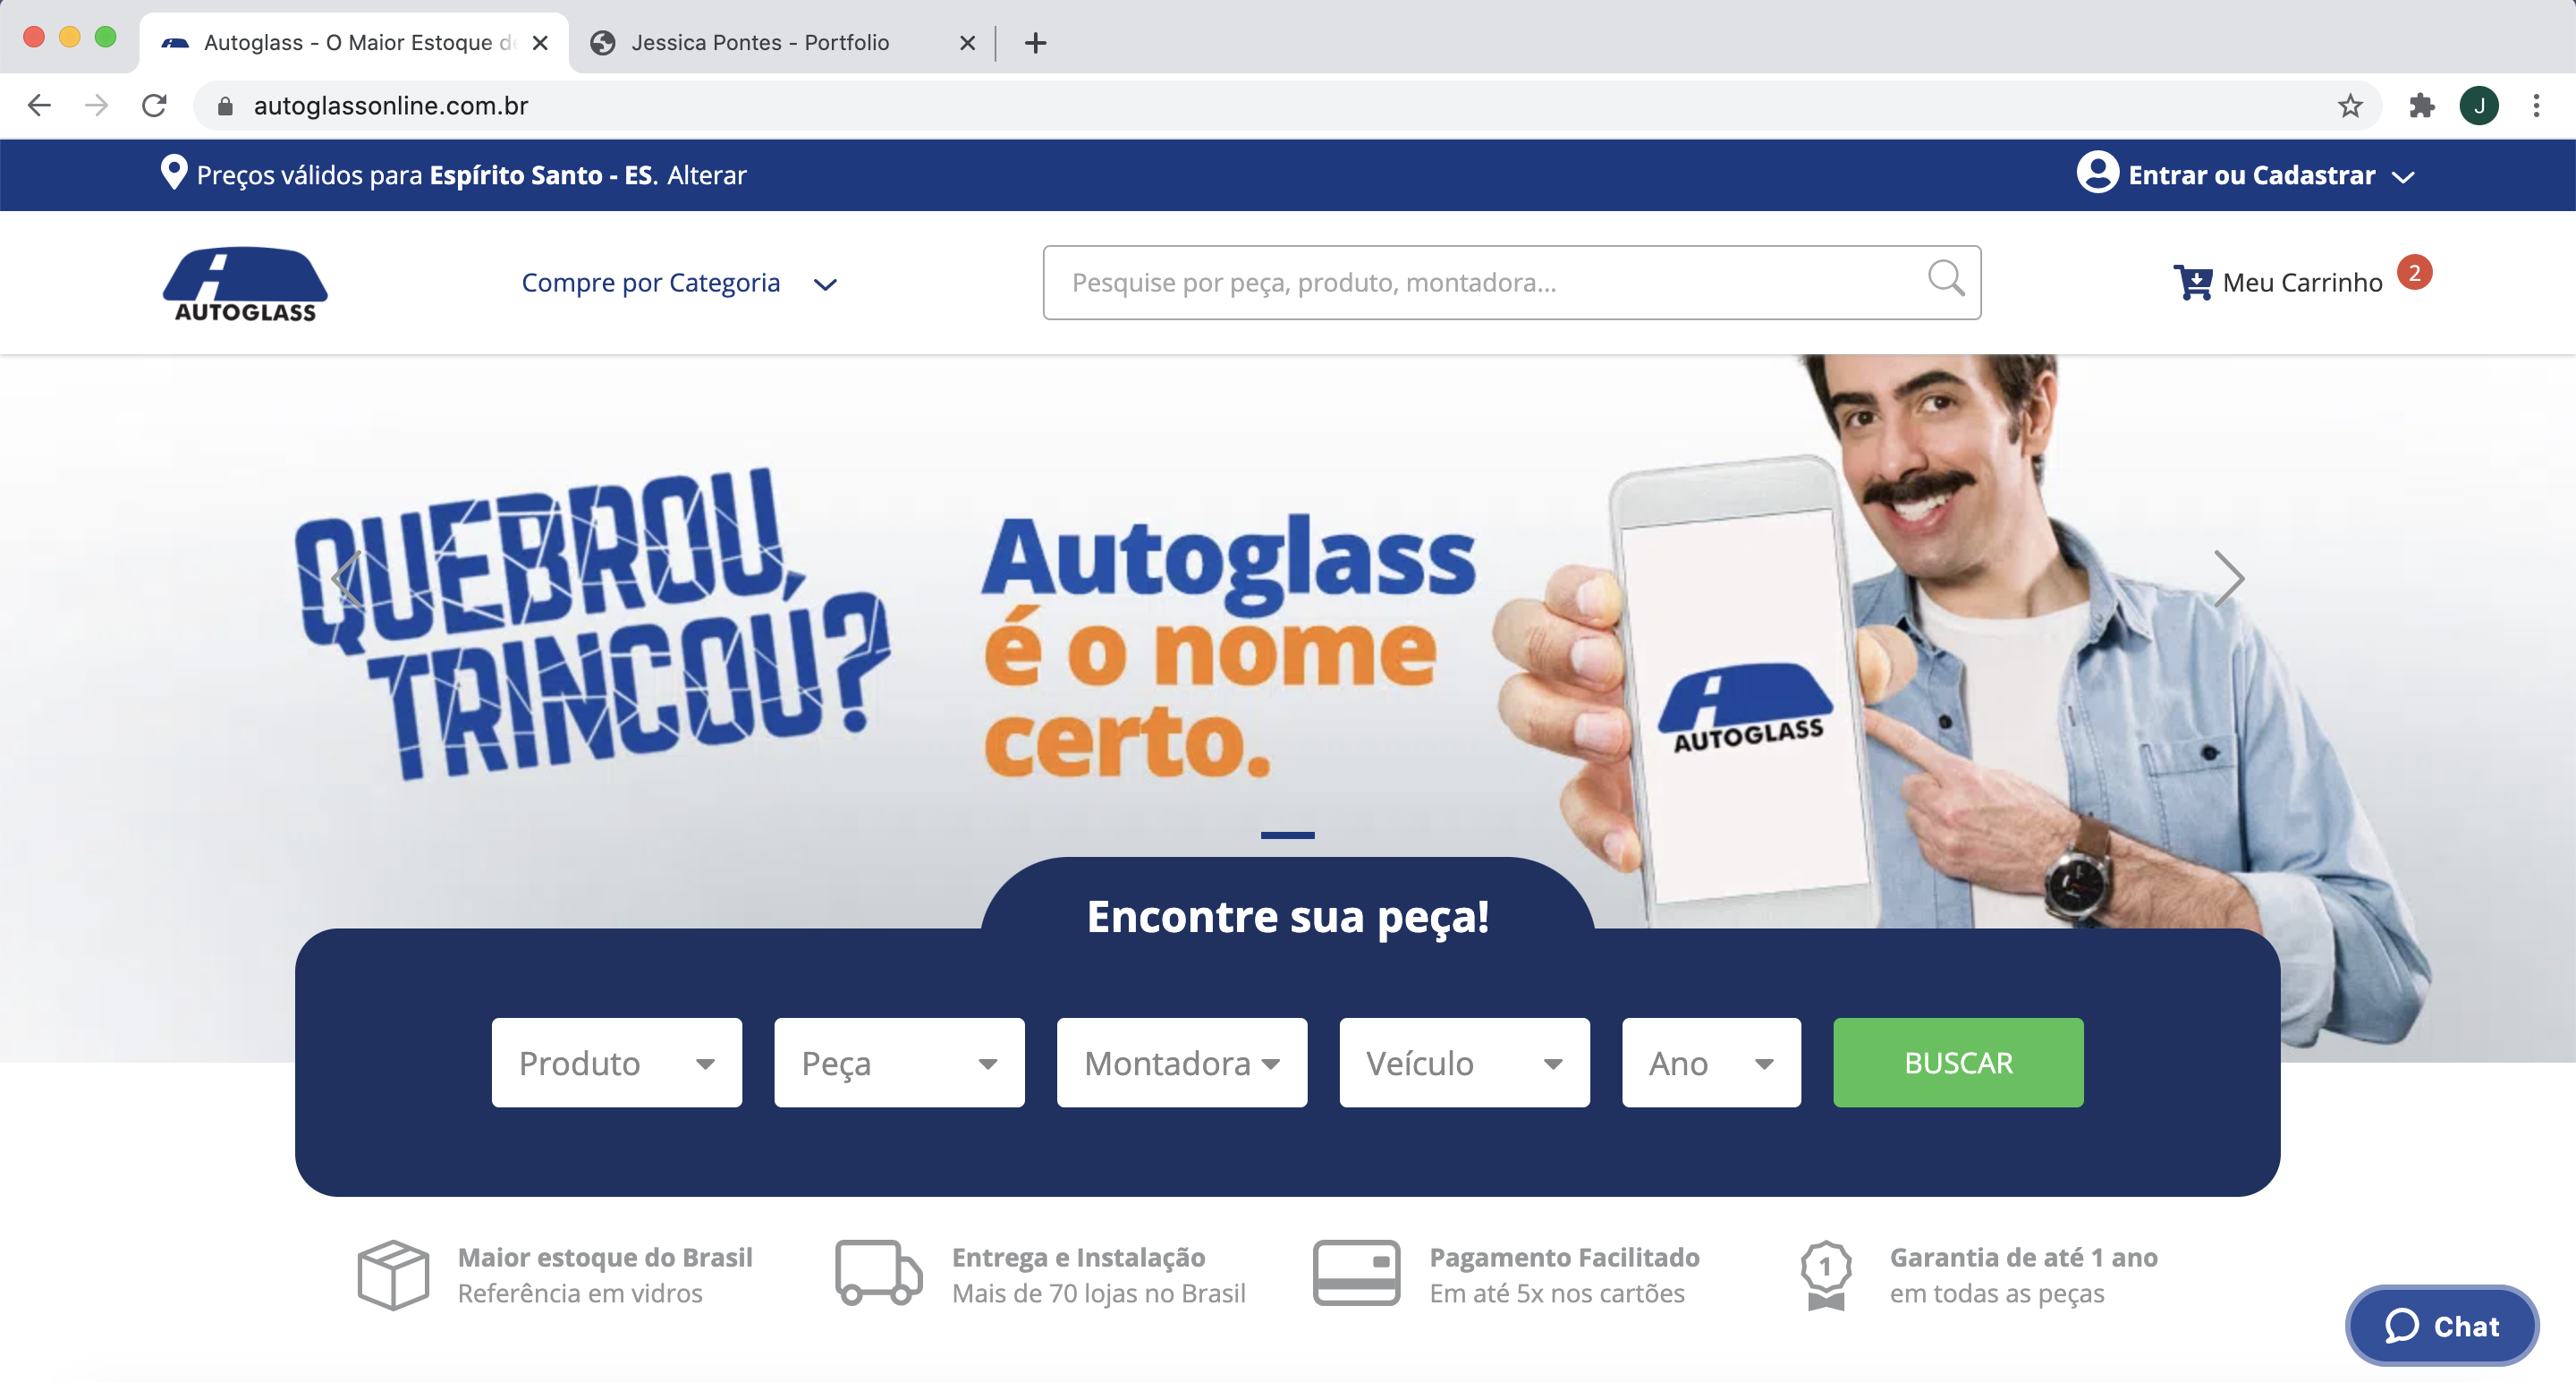 Autoglass - O Maior Estoque d
Jessica Pontes - Portfolio
autoglassonline.com.br
J
Preços válidos para Espírito Santo - ES. Alterar
Entrar ou Cadastrar
AUTOGLASS
Compre por Categoria
Pesquise por peça, produto, montadora...
Meu Carrinho
2
QUEBROU,
TRINCOU?
Autoglass
é o nome
certo.
AUTOGLASS
Encontre sua peça!
Produto
Peça
Montadora
Veículo
Ano
BUSCAR
Maior estoque do Brasil
Referência em vidros
Entrega e Instalação
Mais de 70 lojas no Brasil
Pagamento Facilitado
Em até 5x nos cartões
1
Garantia de até 1 ano
em todas as peças
Chat